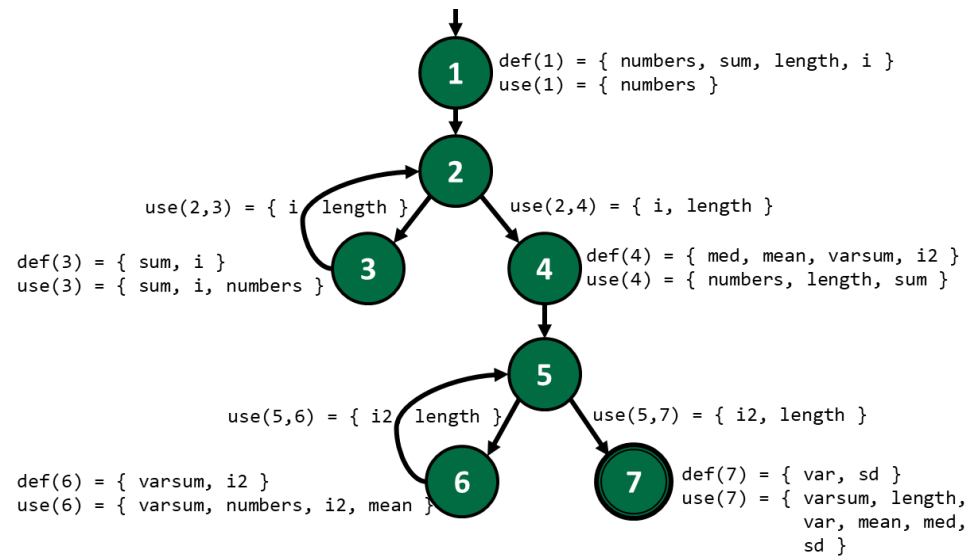 1
def(1) = { numbers, sum, length, i }
use(1) = { numbers }
2
use(2,3) = { i, length }
use(2,4) = { i, length }
3
def(3) = { sum, i }
use(3) = { sum, i, numbers }
4
def(4) = { med, mean, varsum, i2 }
use(4) = { numbers, length, sum }
5
use(5,6) = { i2, length }
use(5,7) = { i2, length }
6
def(6) = { varsum, i2 }
use(6) = { varsum, numbers, i2, mean }
7
def(7) = { var, sd }
use(7) = { varsum, length,
var, mean, med,
sd }